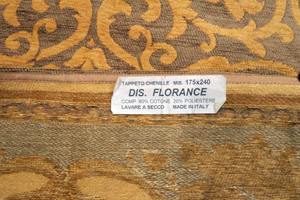 TAPPETO CHENILLE MIS. 175x240
DIS. FLORANCE
COMP. 80% COTONE 20% POLIESTERE
LAVARE A SECCO MADE IN ITALY